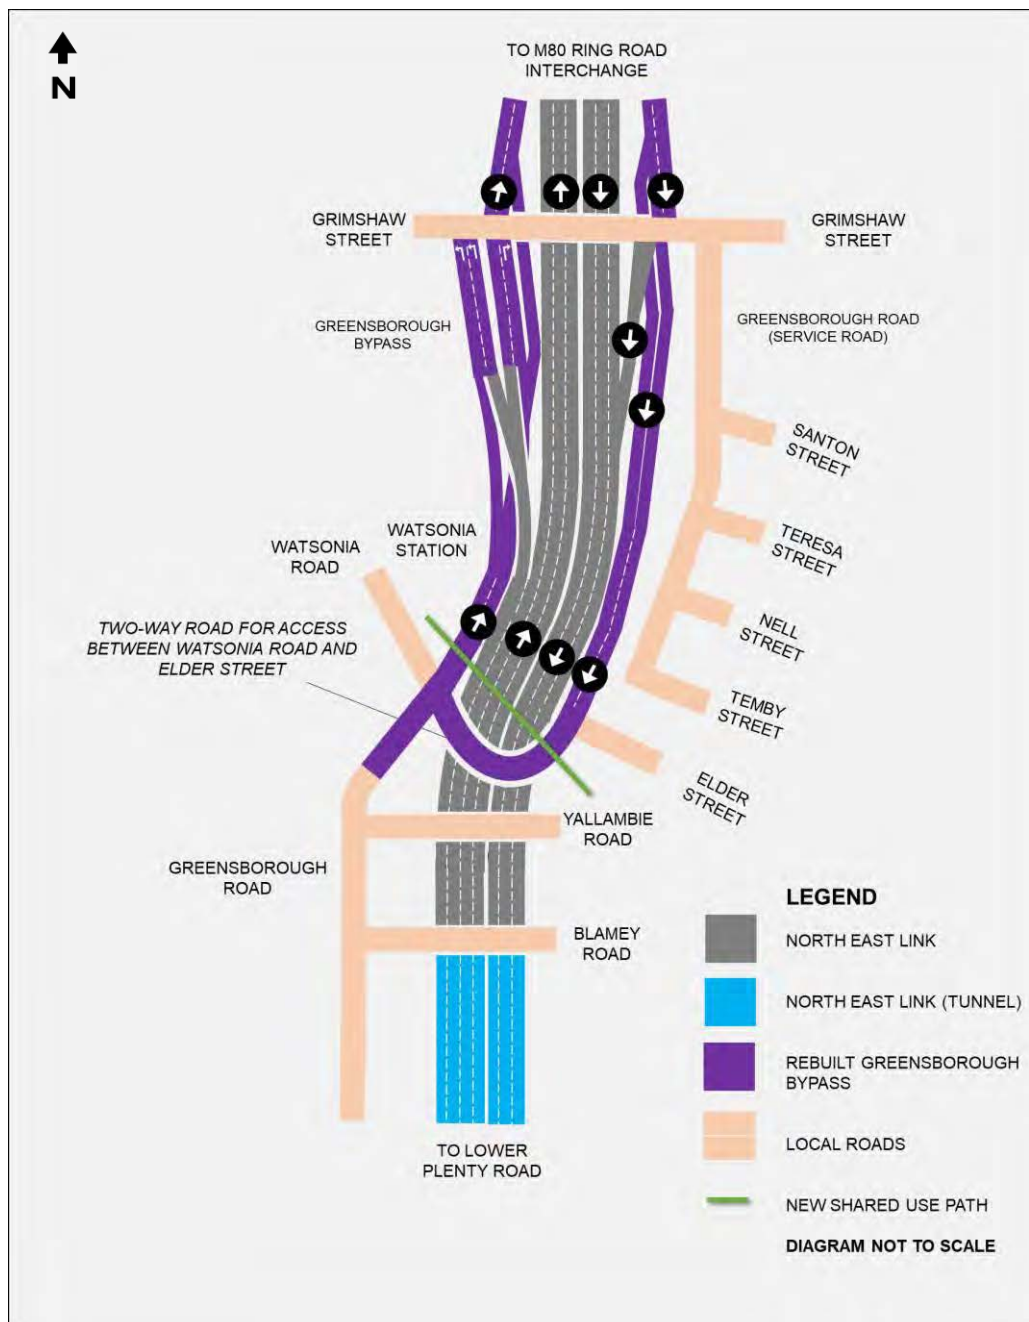 TO M80 RING ROAD
INTERCHANGE
N
GRIMSHAW
STREET
GRIMSHAW
STREET
GREENSBOROUGH
BYPASS
GREENSBOROUGH ROAD
(SERVICE ROAD)
SANTON
STREET
WATSONIA
STATION
WATSONIA
ROAD
TERESA
STREET
NELL
STREET
TWO-WAY ROAD FOR ACCESS
BETWEEN WATSONIA ROAD AND
ELDER STREET
TEMBY
STREET
ELDER
STREET
YALLAMBIE
ROAD
GREENSBOROUGH
ROAD
BLAMEY
ROAD
TO LOWER
PLENTY ROAD
LEGEND
NORTH EAST LINK
NORTH EAST LINK (TUNNEL)
REBUILT GREENSBOROUGH
BYPASS
LOCAL ROADS
NEW SHARED USE PATH
DIAGRAM NOT TO SCALE